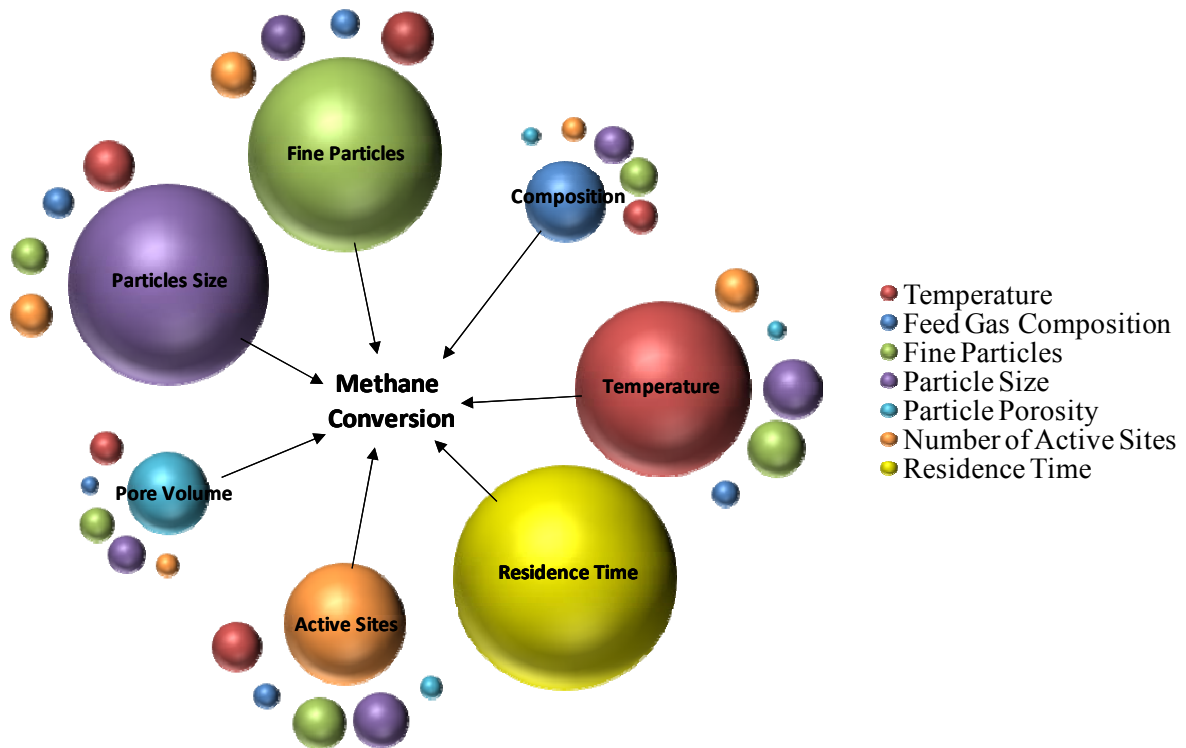 Fine Particles
Composition
Particles Size
Temperature
Methane
Conversion
Pore Volume
Residence Time
Active Sites
Temperature
Feed Gas Composition
Fine Particles
Particle Size
Particle Porosity
Number of Active Sites
Residence Time